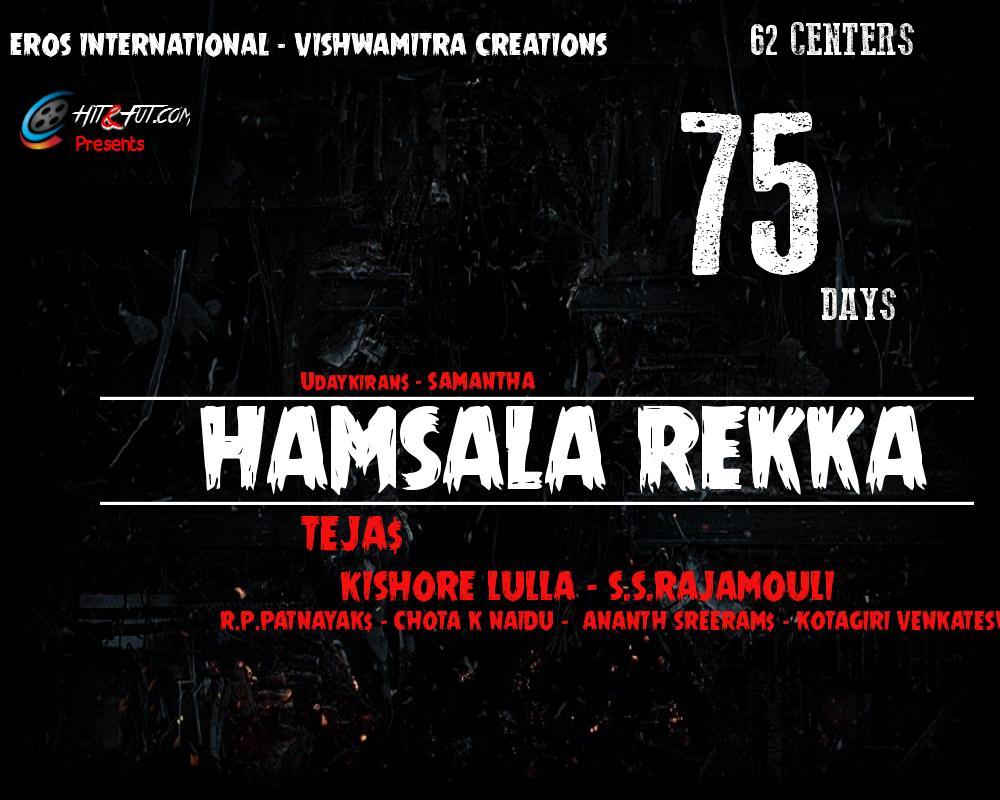 EROS INTERNATIONAL - VISHWAMITRA CREATIONS
62 CENTERS
HIT&FUT.COM
Presents
75
DAYS
UDAYKIRAN$ - SAMANTHA
HAMSALA REKKA
TEJA$
KISHORE LULLA - S.S.RAJAMOULI
R.P.PATNAYAK$ - CHOTA K NAIDU - ANANTH SREERAM$ - KOTAGIRI